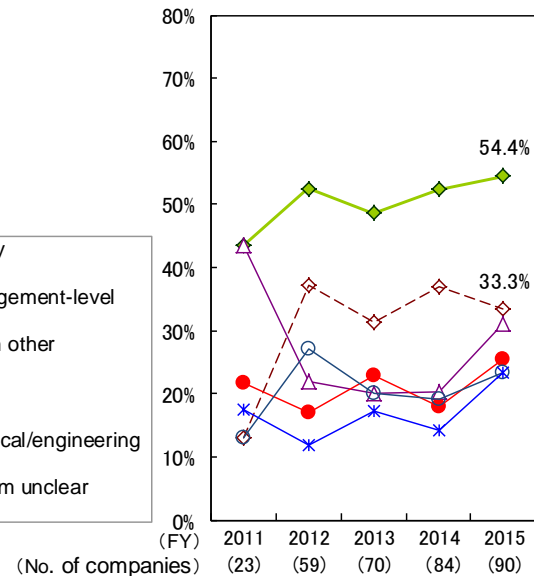 80%
70%
60%
54.4%
50%
y
gement-level
40%
33.3%
other
30%
20%
cal/engineering
10%
m unclear
0%
(FY) 2011 2012 2013 2014 2015
(No. of companies) (23) (59) (70) (84) (90)